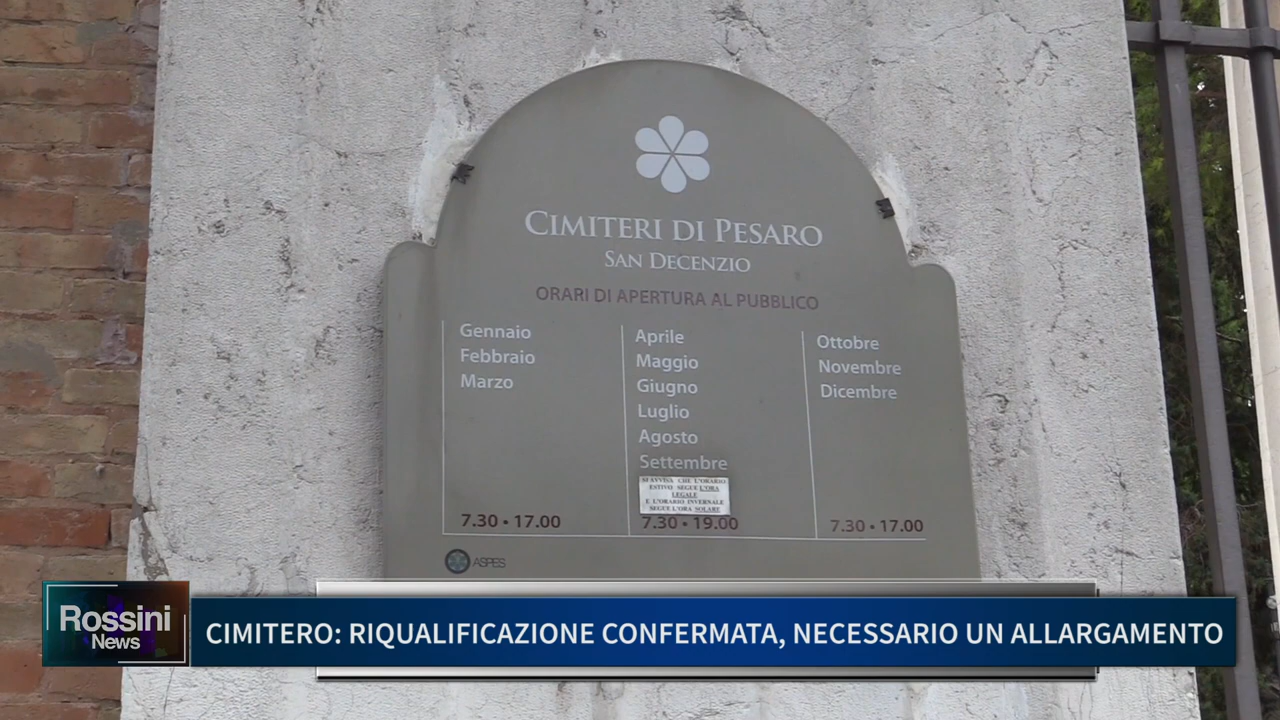 CIMITERI DI PESARO
SAN DECENZIO
ORARI DI APERTURA AL PUBBLICO
Gennaio
Febbraio
Marzo
7.30 • 17.00
Aprile
Maggio
Giugno
Luglio
Agosto
Settembre
SI AVVISA CHE L'ORARIO
ESTIVO SEGUE L'ORA
LEGALE
E L'ORARIO INVERNALE
SEGUE L'ORA SOLARE
7.30 • 19.00
Ottobre
Novembre
Dicembre
7.30 • 17.00
ASPES
Rossini
News
CIMITERO: RIQUALIFICAZIONE CONFERMATA, NECESSARIO UN ALLARGAMENTO